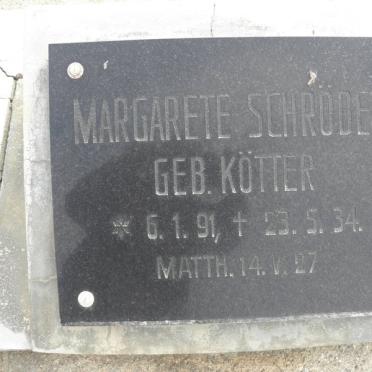 MARGARETE SCHRÖDE
GEB. KÖTTER
* 6.1.91, † 23.5.34.
MATTH. 14.V.27